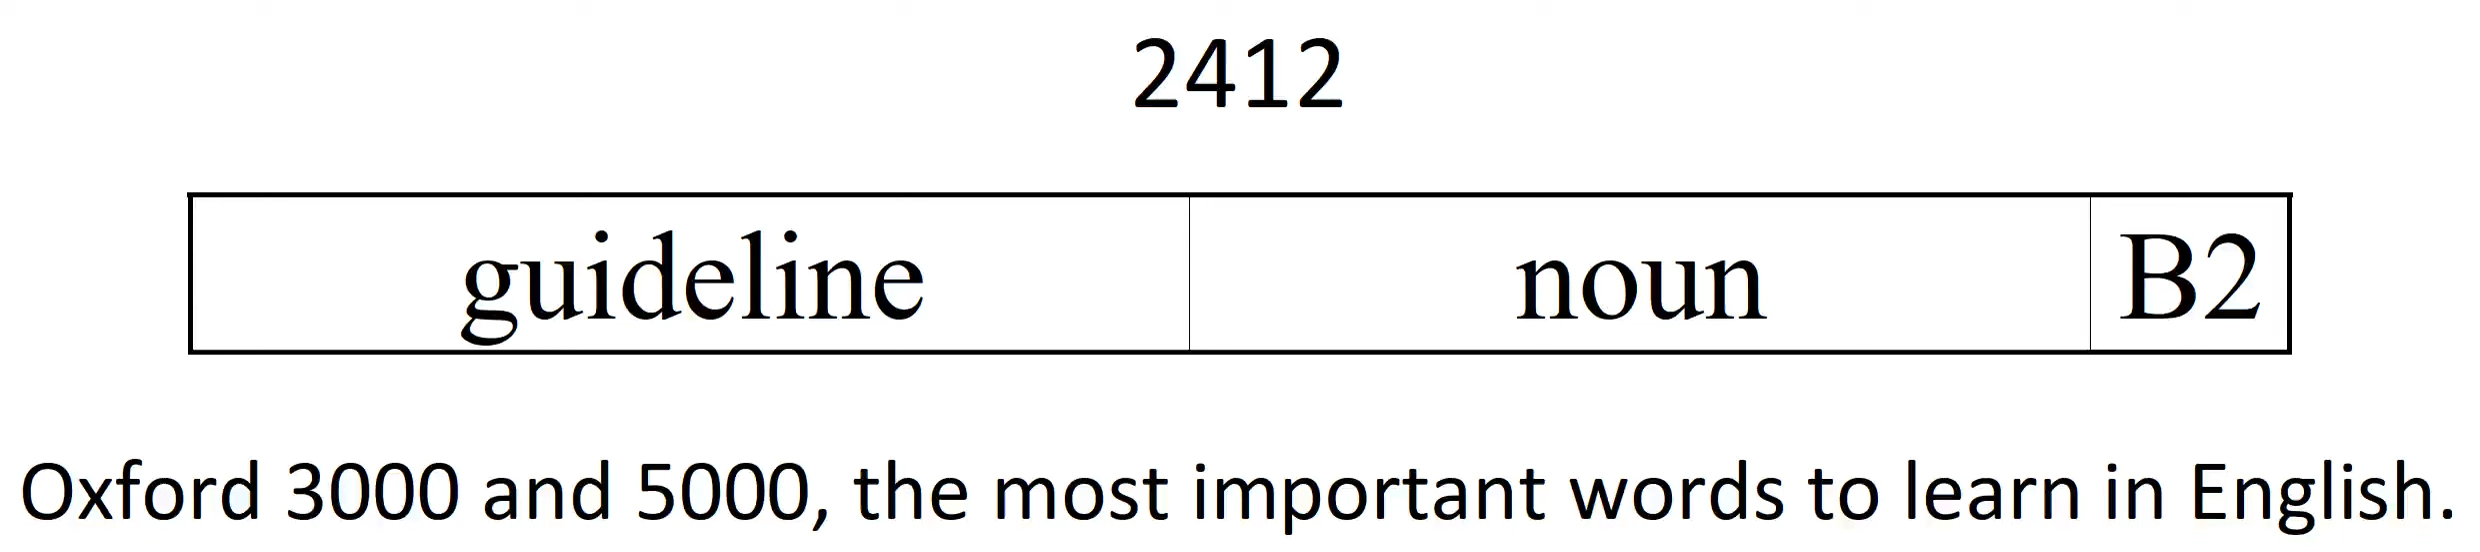 2412
guideline noun B2
Oxford 3000 and 5000, the most important words to learn in English.